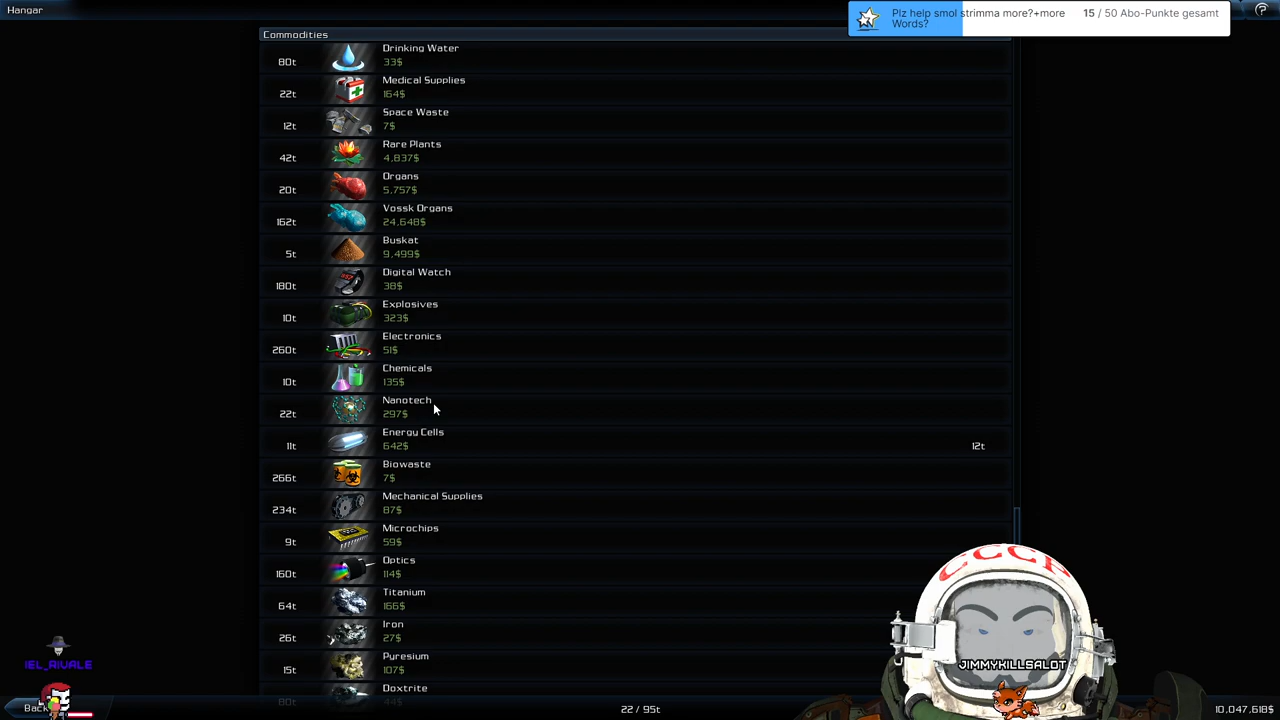 Hangar
Plz help smol strimma more?+more Words?
15 / 50 Abo-Punkte gesamt
Commodities
Drinking Water
80t
33$
Medical Supplies
22t
164$
Space Waste
12t
7$
Rare Plants
42t
4,837$
Organs
20t
5,757$
Vossk Organs
162t
24,648$
Buskat
5t
9,499$
Digital Watch
180t
38$
Explosives
10t
323$
Electronics
260t
51$
Chemicals
10t
135$
Nanotech
22t
297$
Energy Cells
11t
642$
12t
Biowaste
266t
7$
Mechanical Supplies
234t
87$
Microchips
9t
59$
Optics
160t
114$
Titanium
64t
166$
Iron
26t
27$
Pyresium
15t
107$
Doxtrite
80t
44$
CCCP
JIMMYKILLSALOT
IEL_RIVALE
Back
22 / 95t
10,047,618$